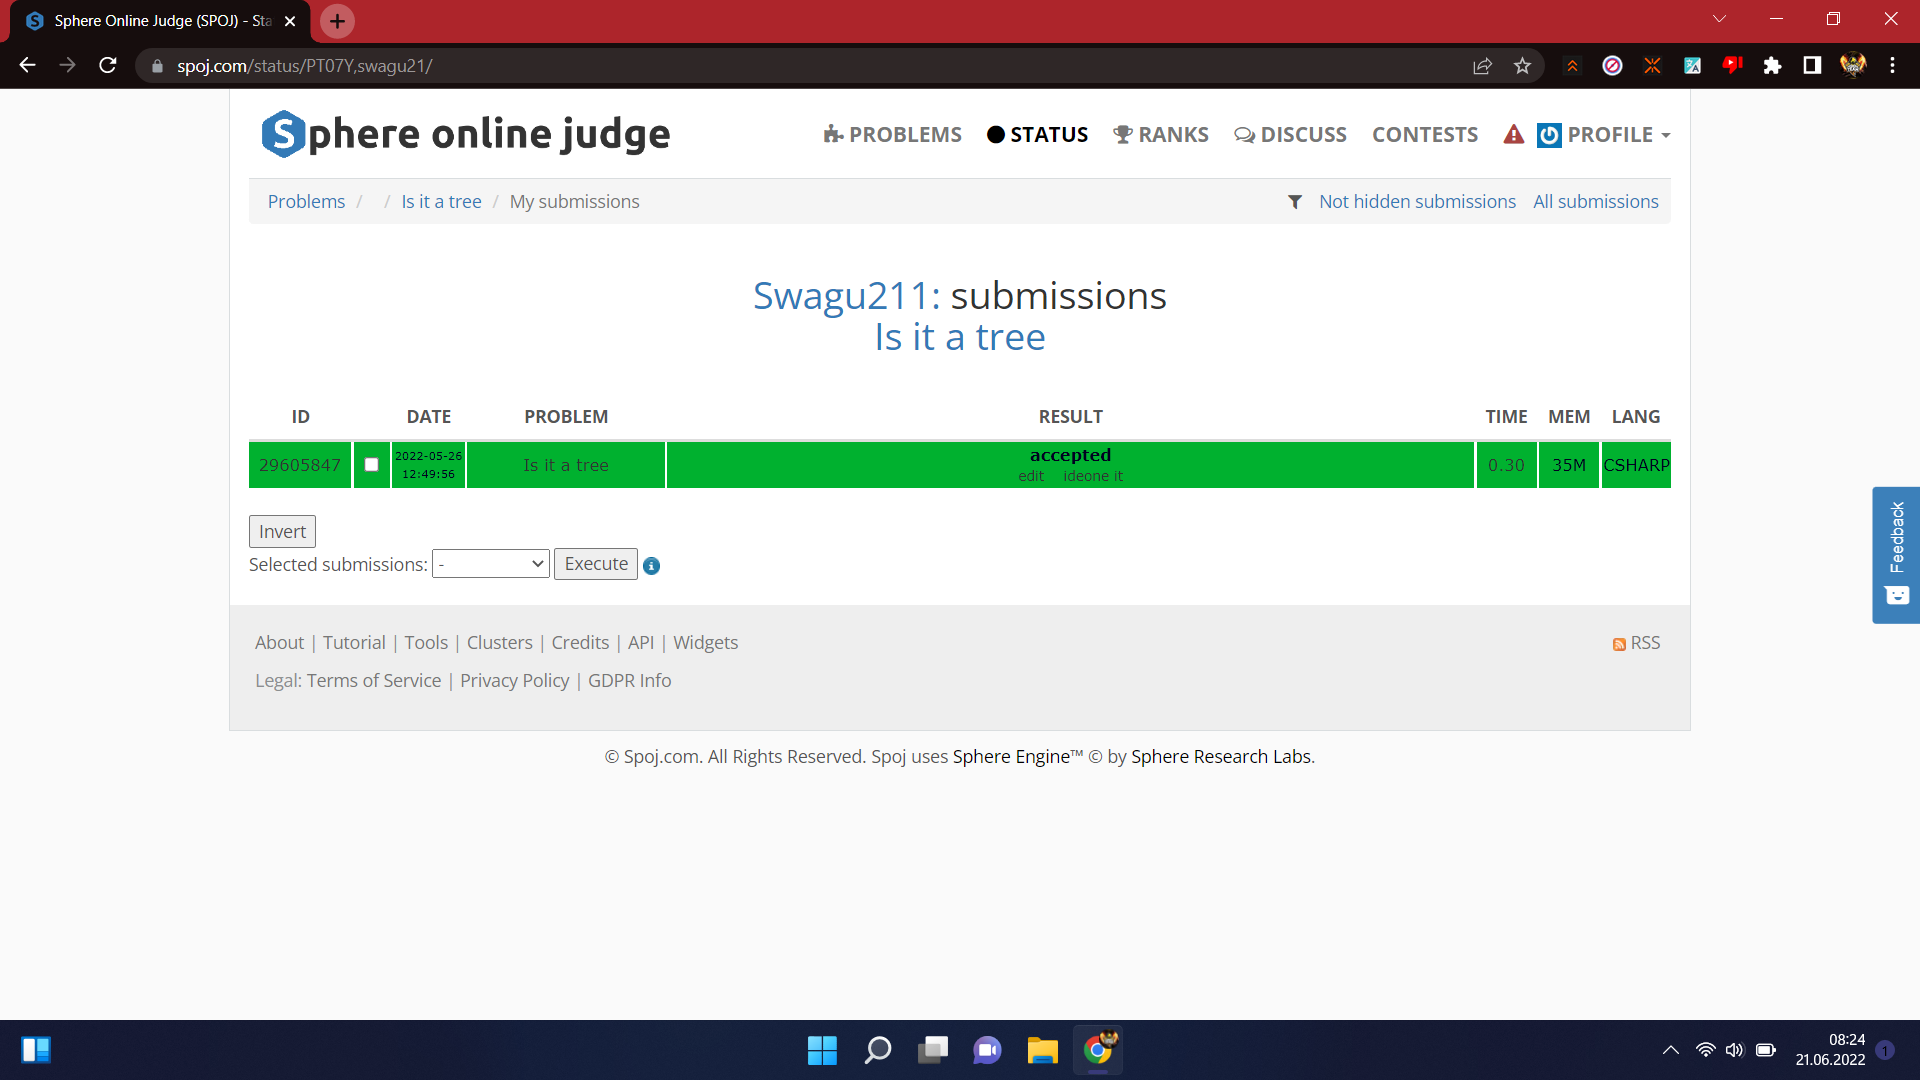 Sphere Online Judge (SPOJ) - Sta
spoj.com/status/PT07Y,swagu21/
Sphere online judge
PROBLEMS STATUS RANKS DISCUSS CONTESTS PROFILE
Problems / / Is it a tree / My submissions Not hidden submissions All submissions
Swagu211: submissions
Is it a tree
ID DATE PROBLEM RESULT TIME MEM LANG
29605847 2022-05-26 12:49:56 Is it a tree accepted 0.30 35M CSHARP
edit ideone it
Invert
Selected submissions: - Execute
Feedback
About | Tutorial | Tools | Clusters | Credits | API | Widgets RSS
Legal: Terms of Service | Privacy Policy | GDPR Info
© Spoj.com. All Rights Reserved. Spoj uses Sphere Engine™ © by Sphere Research Labs.
08:24
21.06.2022
1